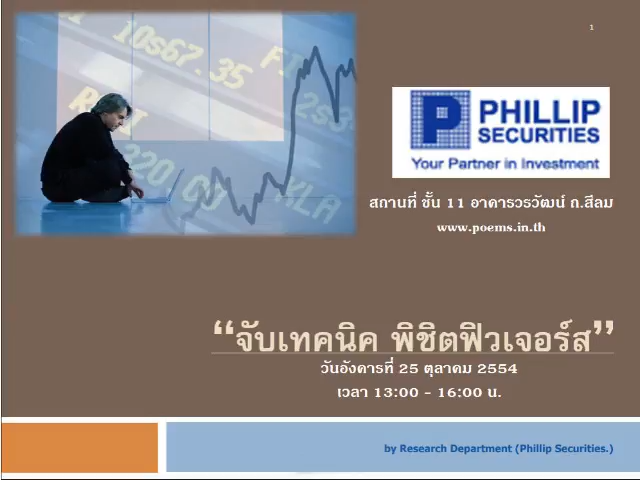 1
10s67.35
PHILLIP
SECURITIES
Your Partner in Investment
สถานที่ ชั้น 11 อาคารวรวัฒน์ ถ.สีลม
www.poems.in.th
“จับเทคนิค พิชิตฟิวเจอร์ส”
วันอังคารที่ 25 ตุลาคม 2554
เวลา 13:00 - 16:00 น.
by Research Department (Phillip Securities.)